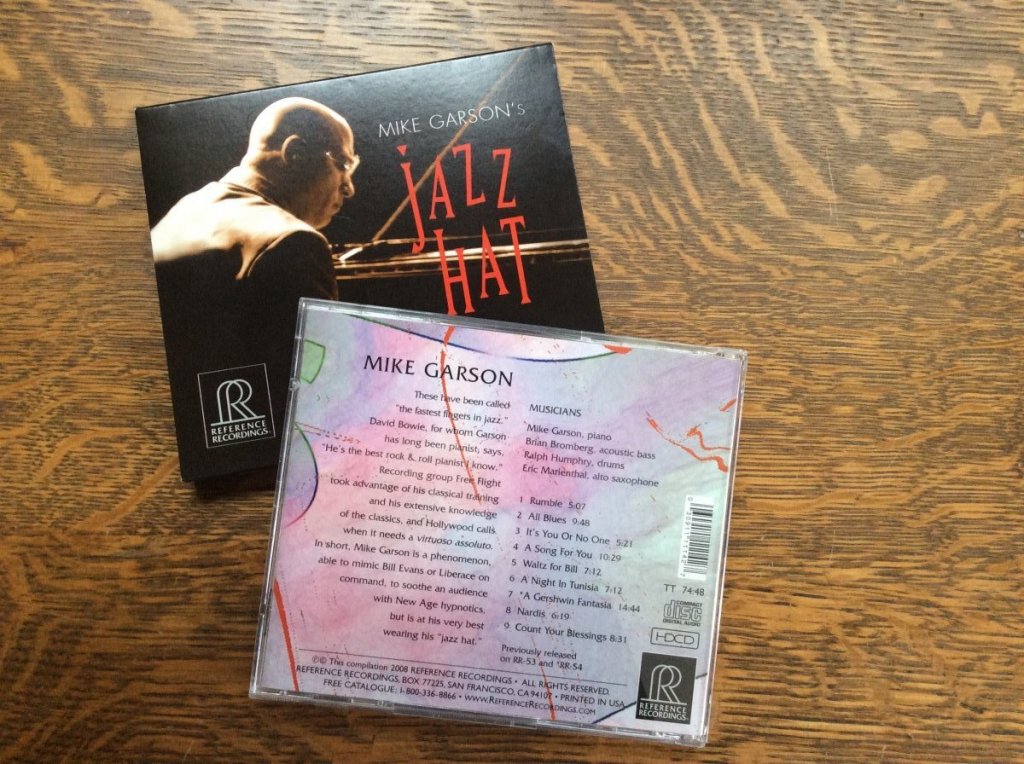 MIKE GARSON's
JAZZ
HAT
R
REFERENCE
RECORDINGS
MIKE GARSON
These have been called
"the fastest fingers in jazz."
David Bowie, for whom Garson
has long been pianist, says,
"He's the best rock & roll pianist I know."
Recording group Free Flight
took advantage of his classical training
and his extensive knowledge
of the classics, and Hollywood calls
when it needs a virtuoso assoluto.
In short, Mike Garson is a phenomenon,
able to mimic Bill Evans or Liberace on
command, to soothe an audience
with New Age hypnotics,
but is at his very best
wearing his "jazz hat."
MUSICIANS
Mike Garson, piano
Brian Bromberg, acoustic bass
Ralph Humphry, drums
Eric Marienthal, alto saxophone
1 Rumble 5:07
2 All Blues 9:48
3 It's You Or No One 5:21
4 A Song For You 10:29
5 Waltz for Bill 7:12
6 A Night In Tunisia 7:12
7 *A Gershwin Fantasia 14:44
8 Nardis 6:19
9 Count Your Blessings 8:31
Previously released
on RR-53 and *RR-54
TT 74:48
COMPACT
disc
DIGITAL AUDIO
HDCD
℗© This compilation 2008 REFERENCE RECORDINGS • ALL RIGHTS RESERVED.
REFERENCE RECORDINGS, BOX 77225, SAN FRANCISCO, CA 94107 • PRINTED IN USA
FREE CATALOGUE: 1-800-336-8866 • www.ReferenceRecordings.com
R
REFERENCE
RECORDINGS